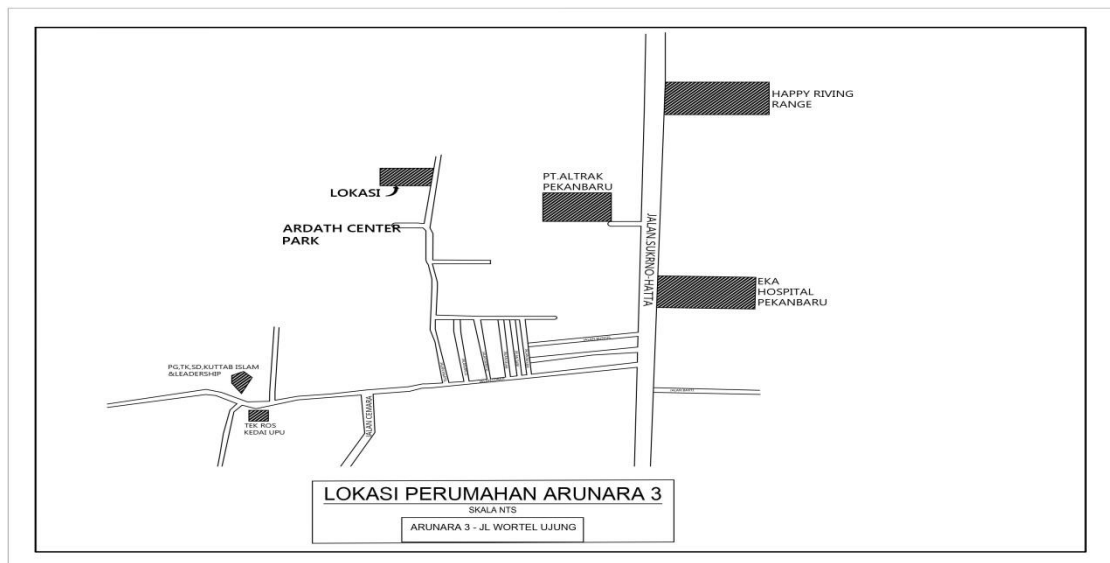 HAPPY RIVING
RANGE
PT.ALTRAK
PEKANBARU
LOKASI
ARDATH CENTER
PARK
JALAN.SUKRNO-HATTA
EKA
HOSPITAL
PEKANBARU
PG,TK,SD,KUTTAB ISLAM
&LEADERSHIP
TEK ROS
KEDAI UPU
JALAN CEMARA
LOKASI PERUMAHAN ARUNARA 3
SKALA NTS
ARUNARA 3 - JL WORTEL UJUNG